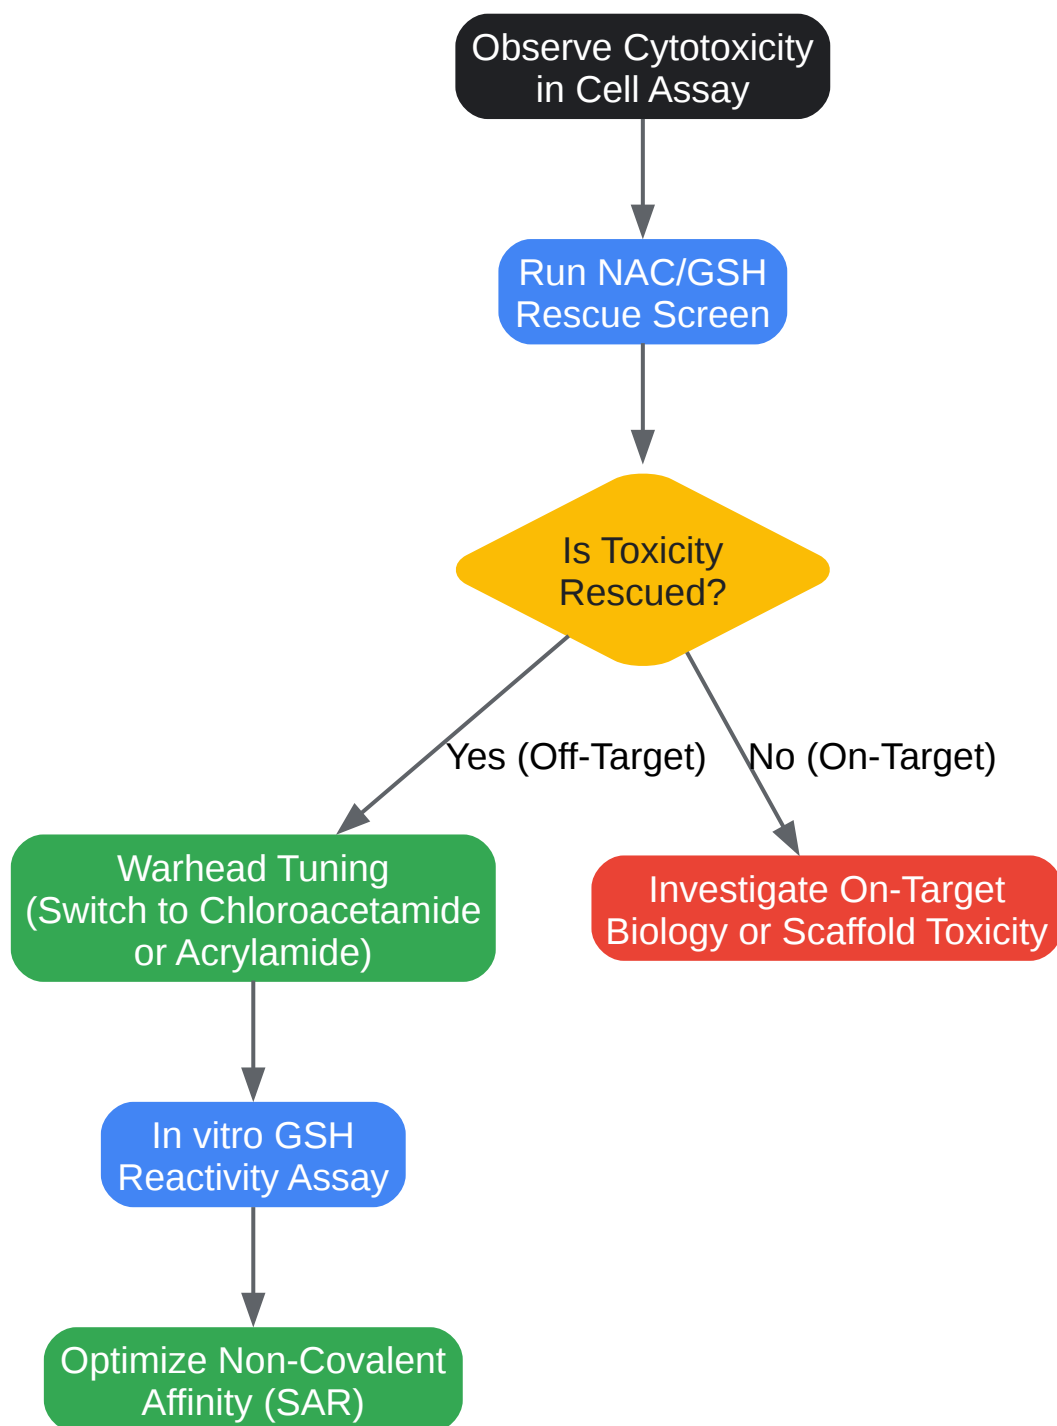 Observe Cytotoxicity
in Cell Assay
Run NAC/GSH
Rescue Screen
Is Toxicity
Rescued?
Yes (Off-Target)
No (On-Target)
Warhead Tuning
(Switch to Chloroacetamide
or Acrylamide)
Investigate On-Target
Biology or Scaffold Toxicity
In vitro GSH
Reactivity Assay
Optimize Non-Covalent
Affinity (SAR)